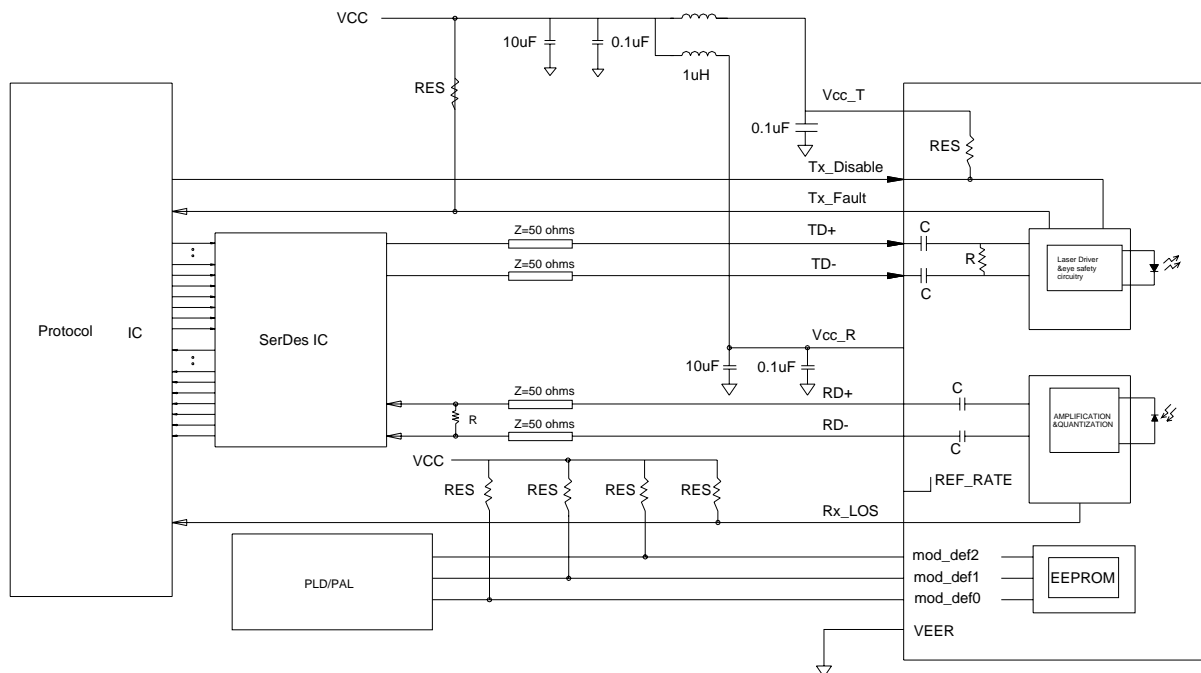 VCC
10uF
0.1uF
1uH
RES
Vcc_T
0.1uF
RES
Tx_Disable
Tx_Fault
Z=50 ohms
TD+
C
R
Z=50 ohms
TD-
C
Laser Driver
&eye safety
circuitry
:
Protocol IC
SerDes IC
:
Vcc_R
10uF
0.1uF
Z=50 ohms
RD+
C
R
Z=50 ohms
RD-
C
AMPLIFICATION
&QUANTIZATION
VCC
RES
RES
RES
RES
REF_RATE
Rx_LOS
PLD/PAL
mod_def2
mod_def1
mod_def0
EEPROM
VEER